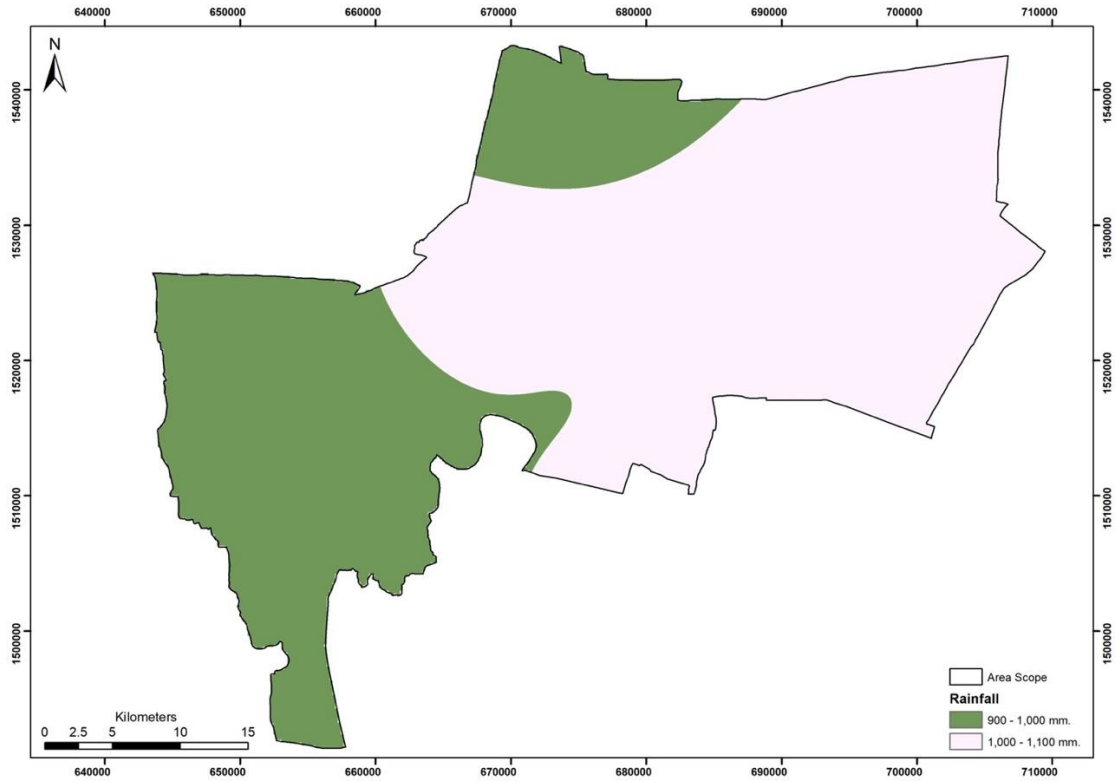 640000 650000 660000 670000 680000 690000 700000 710000
N
1540000 1540000
1530000 1530000
1520000 1520000
1510000 1510000
1500000 1500000
Area Scope
Rainfall
900 - 1,000 mm.
1,000 - 1,100 mm.
Kilometers
0 2.5 5 10 15
640000 650000 660000 670000 680000 690000 700000 710000